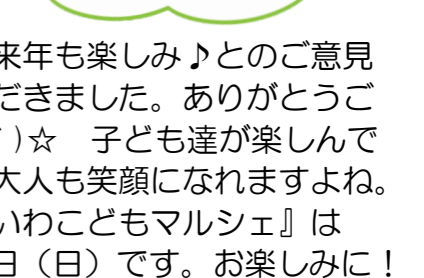 来年も楽しみ♪とのご意見
だきました。ありがとうご
)☆　子ども達が楽しんで
大人も笑顔になれますよね。
いわこどもマルシェ』は
日（日）です。お楽しみに！